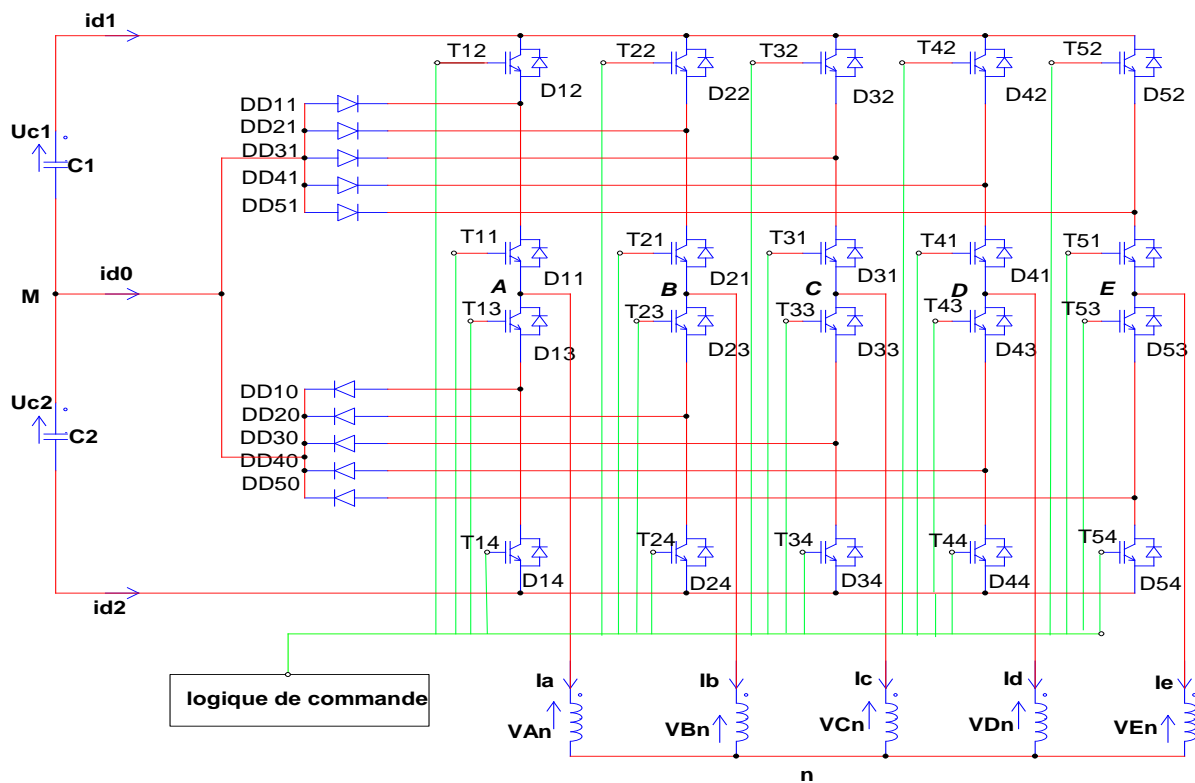 id1
T12 T22 T32 T42 T52
D12 D22 D32 D42 D52
DD11
DD21
Uc1
DD31
C1
DD41
DD51
T11 T21 T31 T41 T51
id0
D11 D21 D31 D41
M
A B C D E
T13 T23 T33 T43 T53
D13 D23 D33 D43 D53
DD10
Uc2
DD20
C2
DD30
DD40
DD50
T14 T24 T34 T44 T54
D14 D24 D34 D44 D54
id2
logique de commande
Ia Ib Ic Id Ie
VAn VBn VCn VDn VEn
n